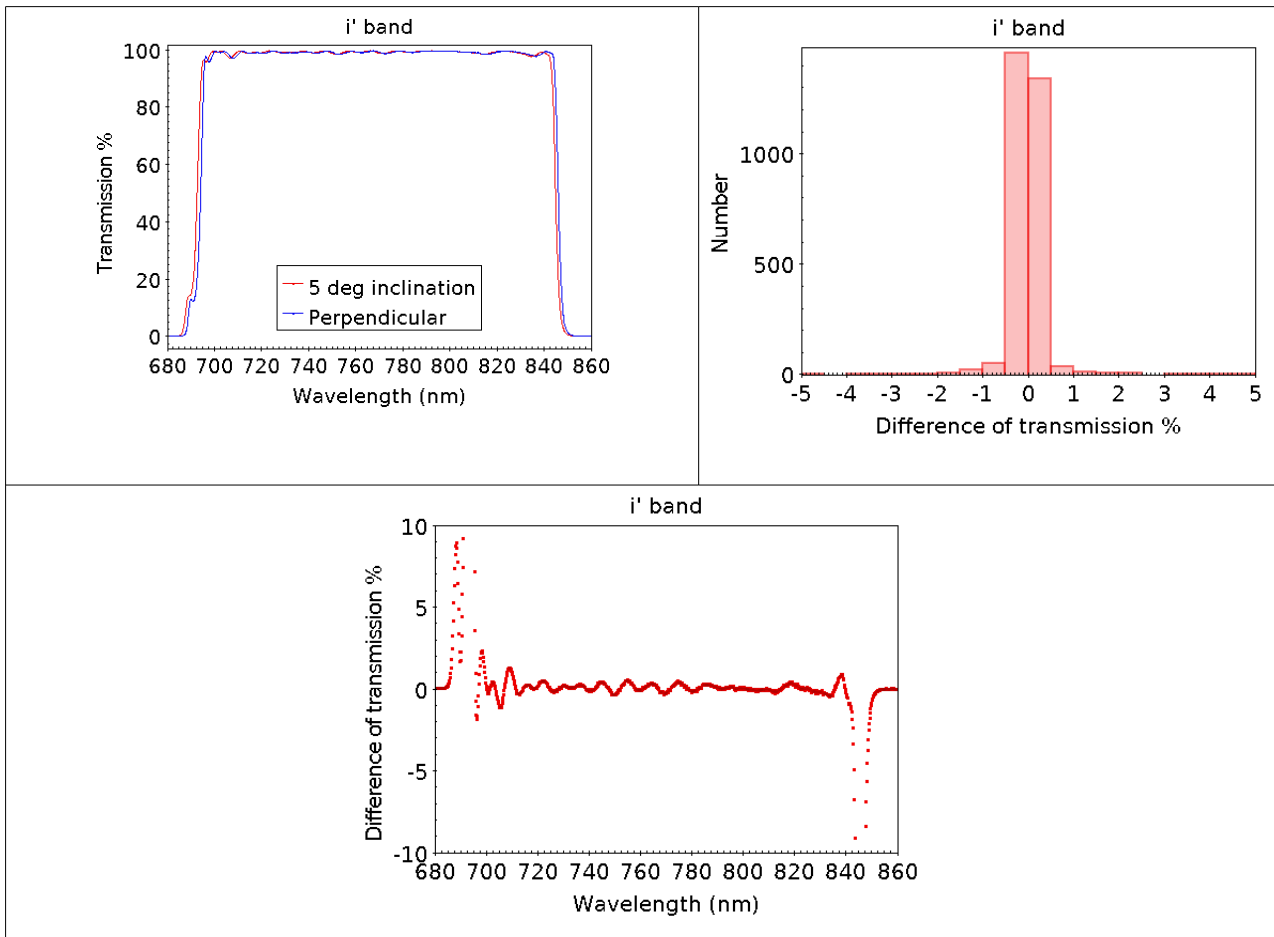 i' band
Transmission %
100
80
60
40
20
0
5 deg inclination
Perpendicular
680 700 720 740 760 780 800 820 840 860
Wavelength (nm)
i' band
Number
1000
500
0
-5 -4 -3 -2 -1 0 1 2 3 4 5
Difference of transmission %
i' band
Difference of transmission %
10
5
0
-5
-10
680 700 720 740 760 780 800 820 840 860
Wavelength (nm)